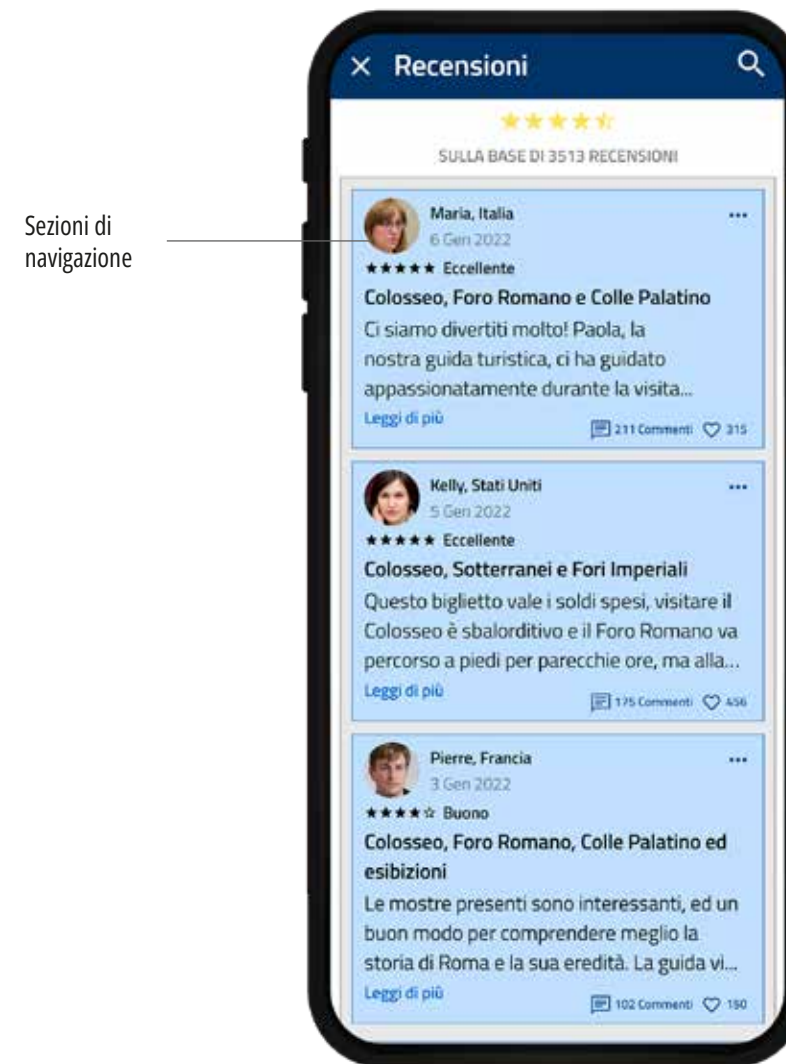 Recensioni
SULLA BASE DI 3513 RECENSIONI
Sezioni di
navigazione
Maria, Italia
6 Gen 2022
Eccellente
Colosseo, Foro Romano e Colle Palatino
Ci siamo divertiti molto! Paola, la
nostra guida turistica, ci ha guidato
appassionatamente durante la visita...
Leggi di più
211 Commenti 315
Kelly, Stati Uniti
5 Gen 2022
Eccellente
Colosseo, Sotterranei e Fori Imperiali
Questo biglietto vale i soldi spesi, visitare il
Colosseo è sbalorditivo e il Foro Romano va
percorso a piedi per parecchie ore, ma alla...
Leggi di più
175 Commenti 456
Pierre, Francia
3 Gen 2022
Buono
Colosseo, Foro Romano, Colle Palatino ed
esibizioni
Le mostre presenti sono interessanti, ed un
buon modo per comprendere meglio la
storia di Roma e la sua eredità. La guida vi...
Leggi di più
102 Commenti 150